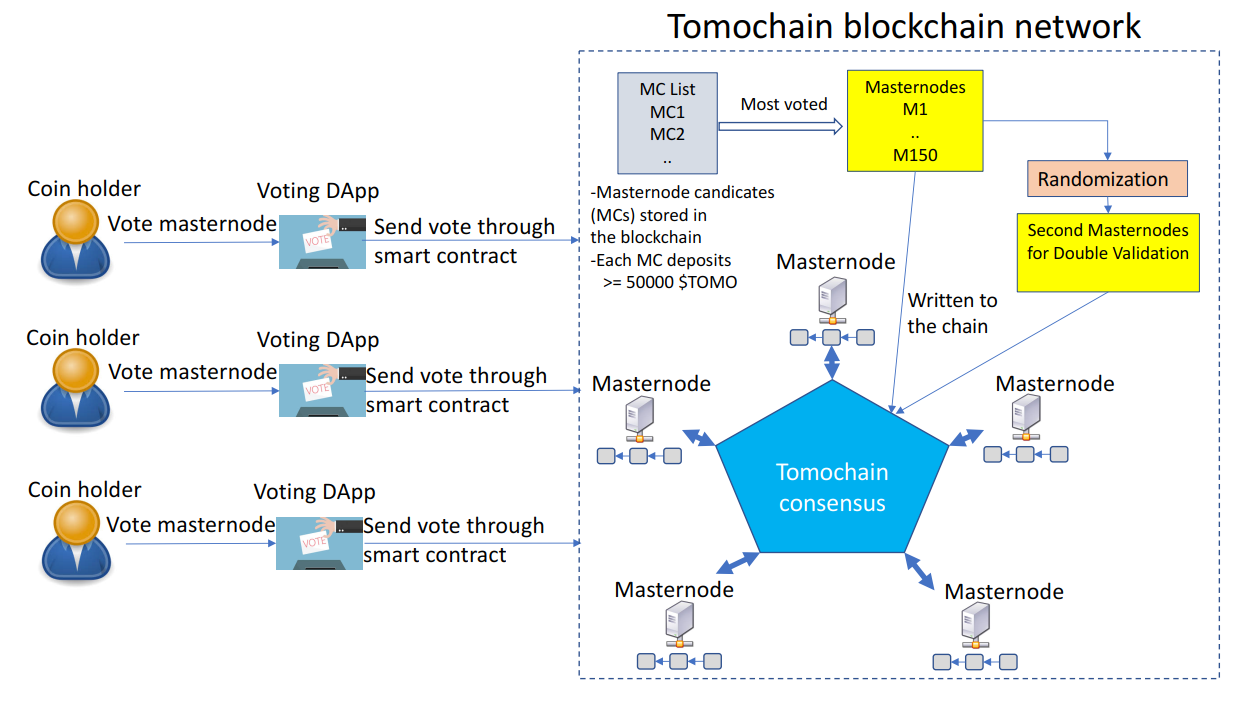 Tomochain blockchain network
MC List
MC1
MC2
..
Most voted
Masternodes
M1
..
M150
Randomization
Second Masternodes
for Double Validation
-Masternode candicates
(MCs) stored in
the blockchain
-Each MC deposits
>= 50000 $TOMO
Written to
the chain
Coin holder
Vote masternode
Voting DApp
VOTE
Send vote through
smart contract
Coin holder
Vote masternode
Voting DApp
VOTE
Send vote through
smart contract
Coin holder
Vote masternode
Voting DApp
VOTE
Send vote through
smart contract
Masternode
Masternode
Masternode
Tomochain
consensus
Masternode
Masternode